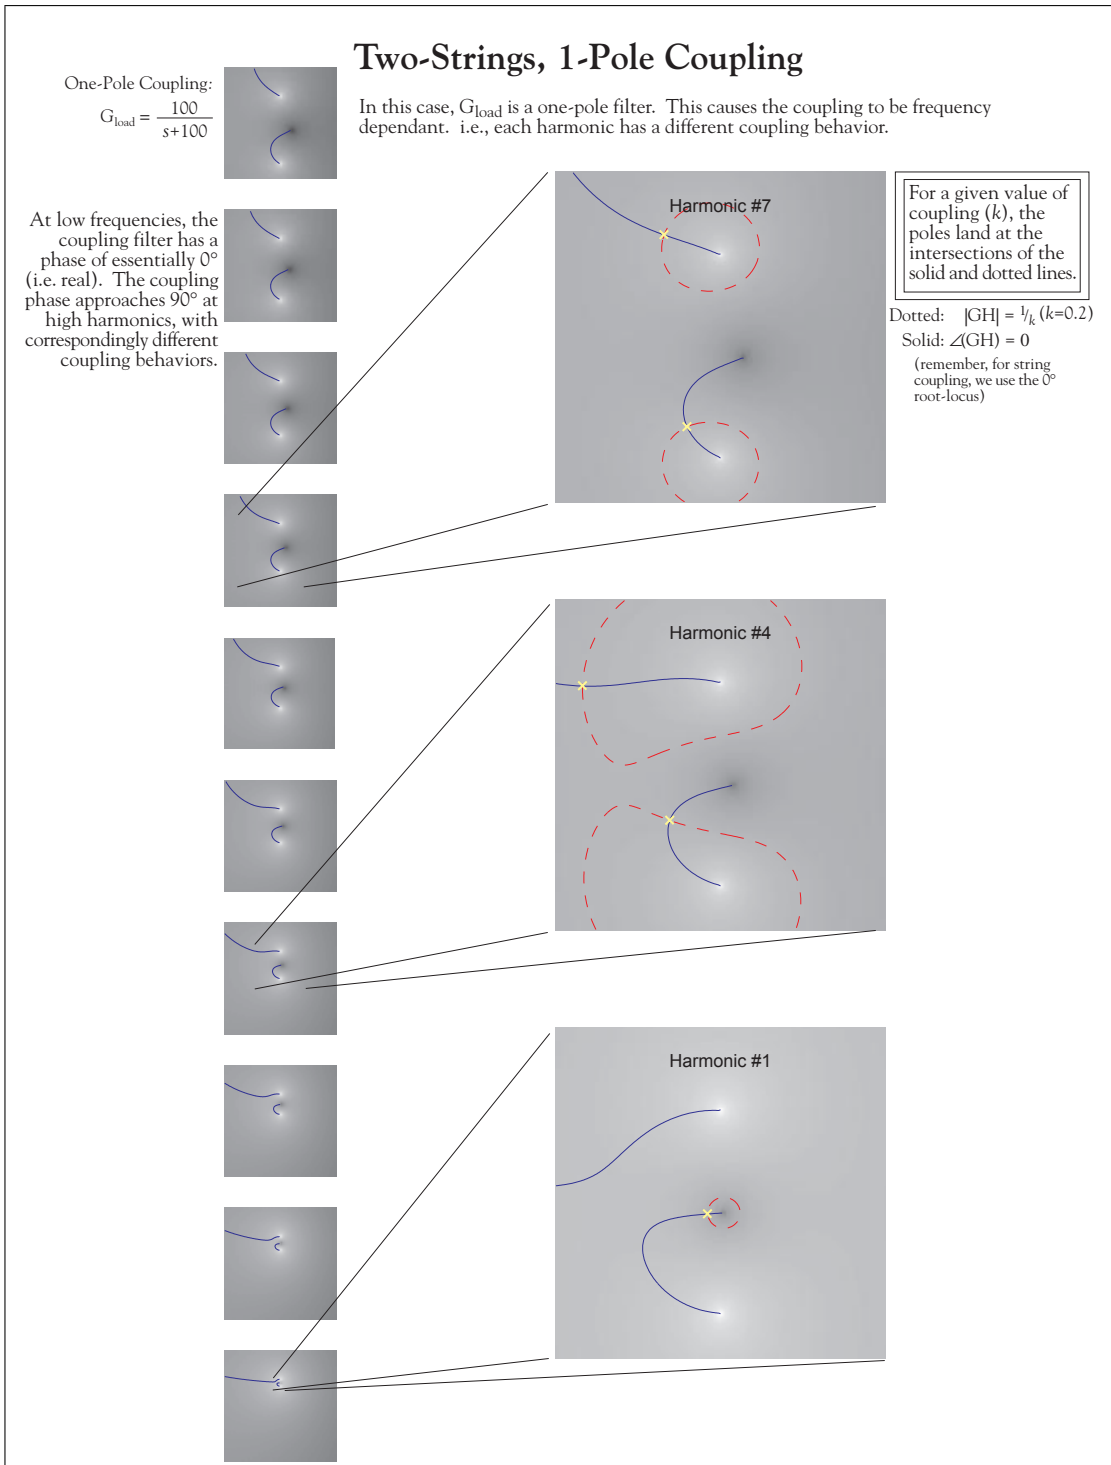 Two-Strings, 1-Pole Coupling
One-Pole Coupling:
G_load = 100 / s+100
In this case, G_load is a one-pole filter.  This causes the coupling to be frequency
dependant.  i.e., each harmonic has a different coupling behavior.
At low frequencies, the
coupling filter has a
phase of essentially 0°
(i.e. real).  The coupling
phase approaches 90° at
high harmonics, with
correspondingly different
coupling behaviors.
Harmonic #7
For a given value of
coupling (k), the
poles land at the
intersections of the
solid and dotted lines.
Dotted: |GH| = 1/k (k=0.2)
Solid: ∠(GH) = 0
(remember, for string
coupling, we use the 0°
root-locus)
Harmonic #4
Harmonic #1